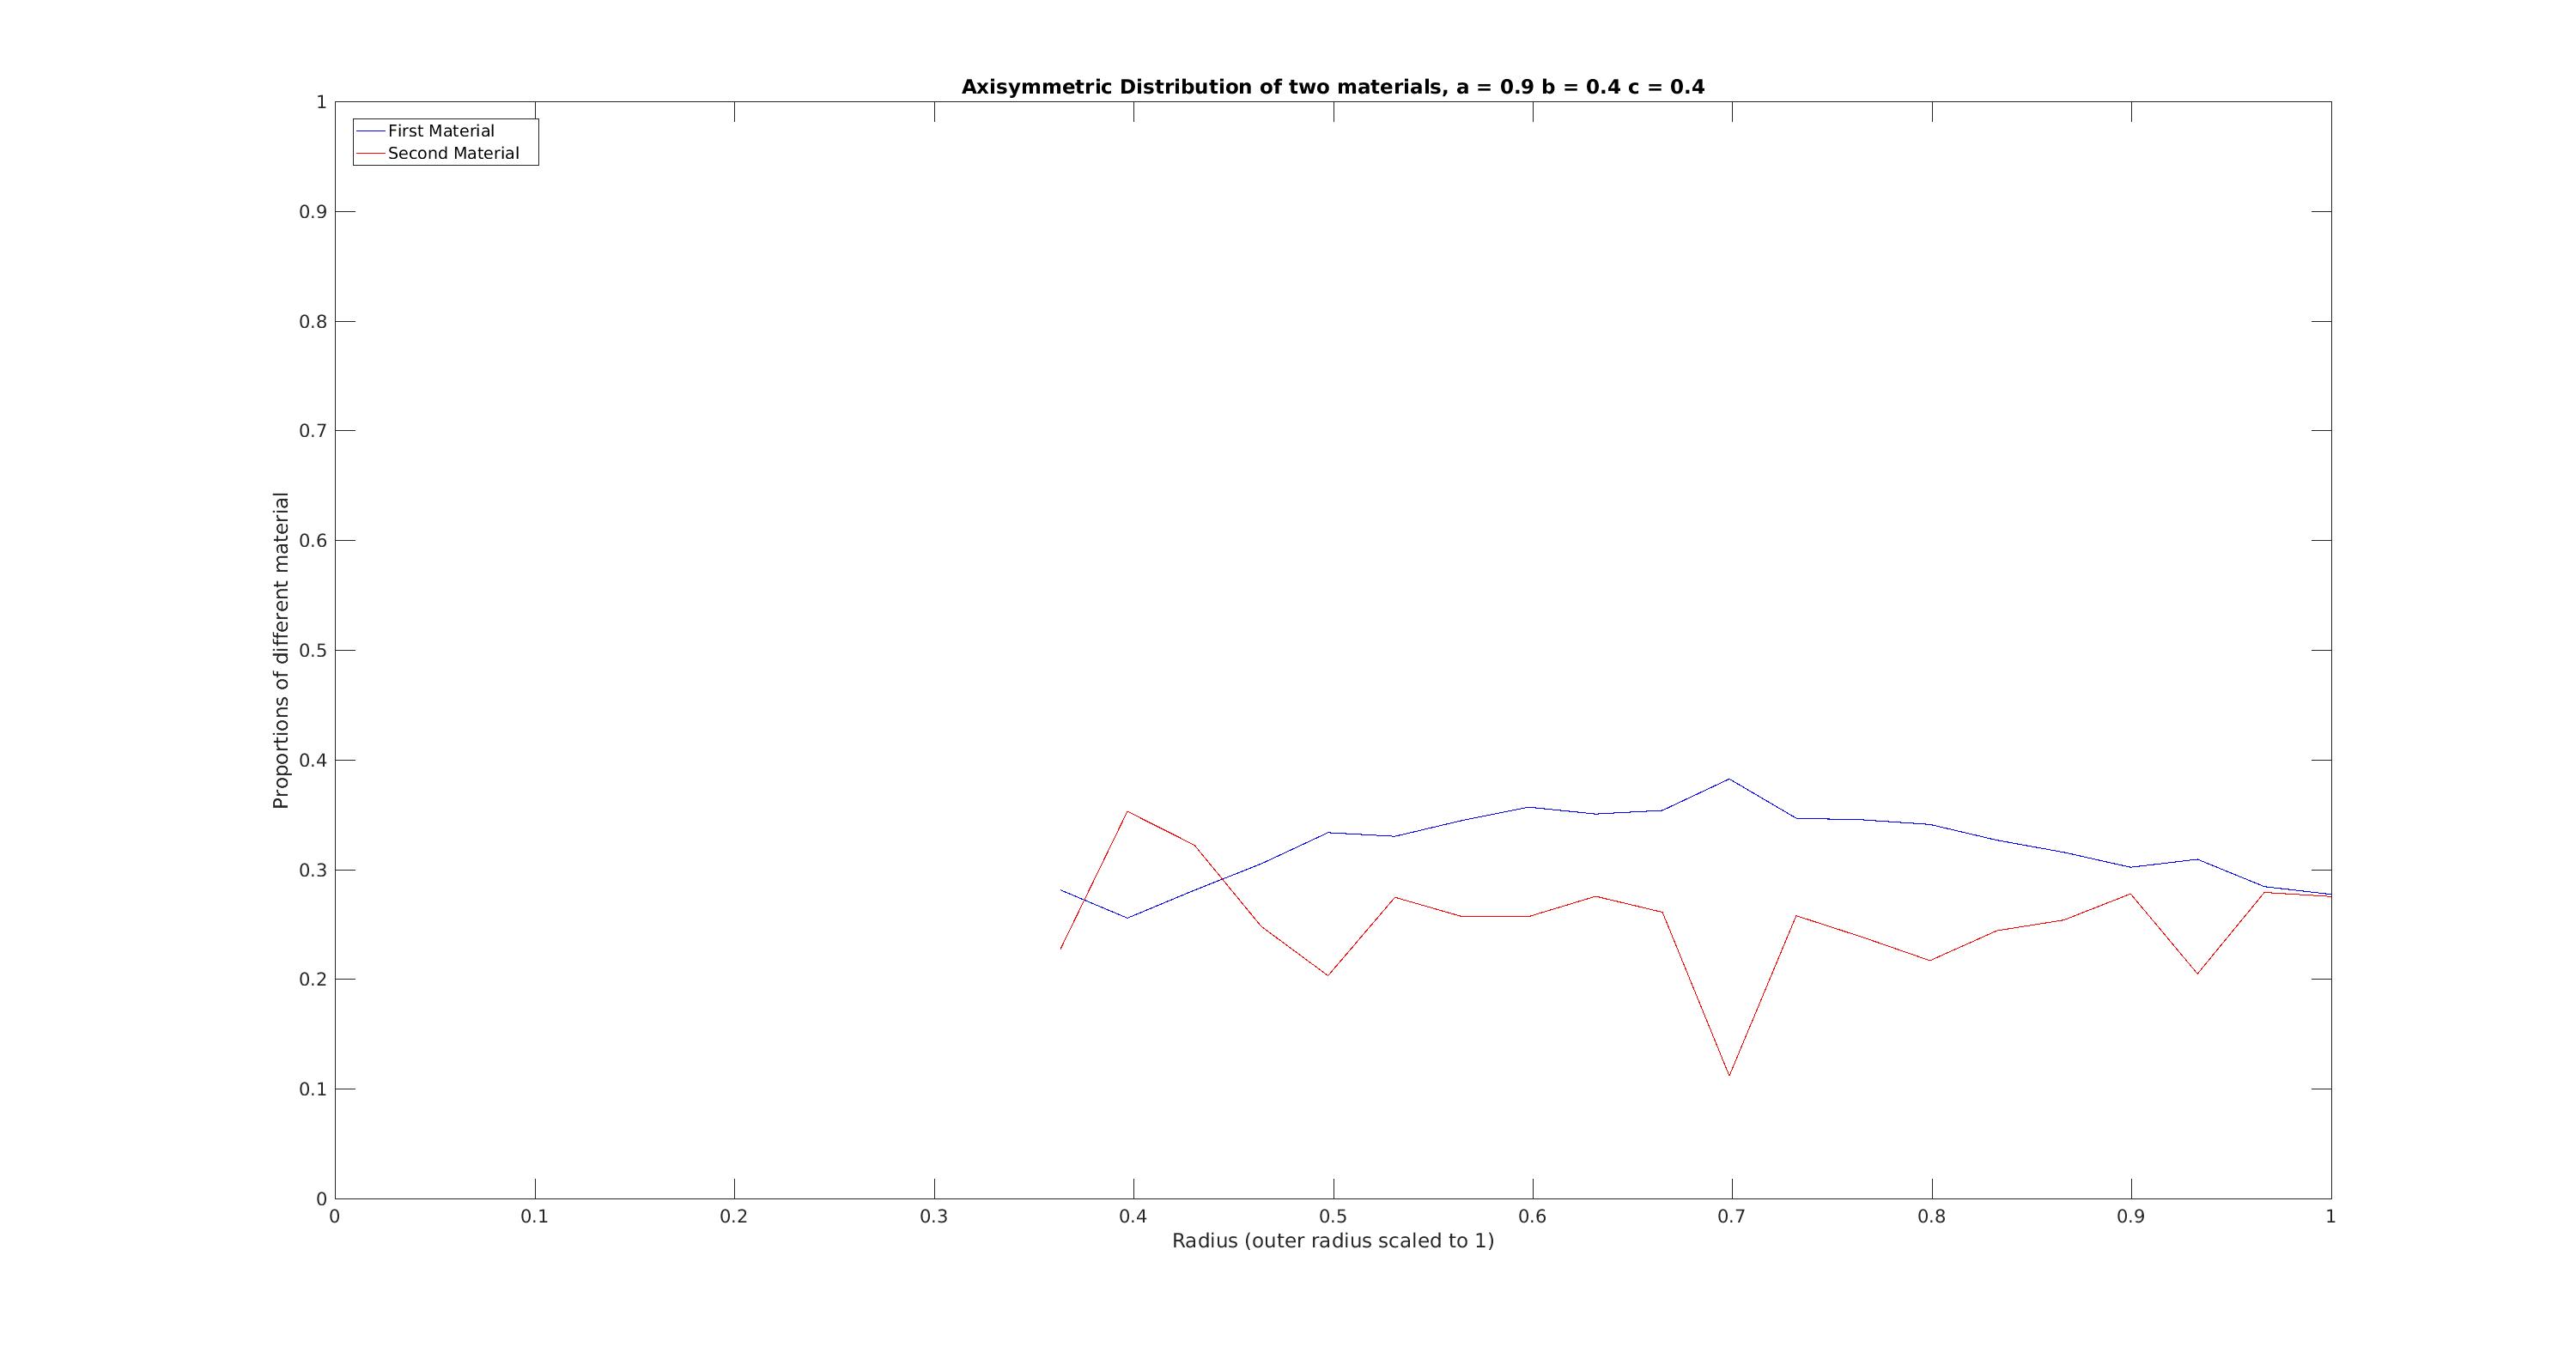 Axisymmetric Distribution of two materials, a = 0.9 b = 0.4 c = 0.4
First Material
Second Material
1
0.9
0.8
0.7
0.6
0.5
0.4
0.3
0.2
0.1
0
Proportions of different material
0 0.1 0.2 0.3 0.4 0.5 0.6 0.7 0.8 0.9 1
Radius (outer radius scaled to 1)